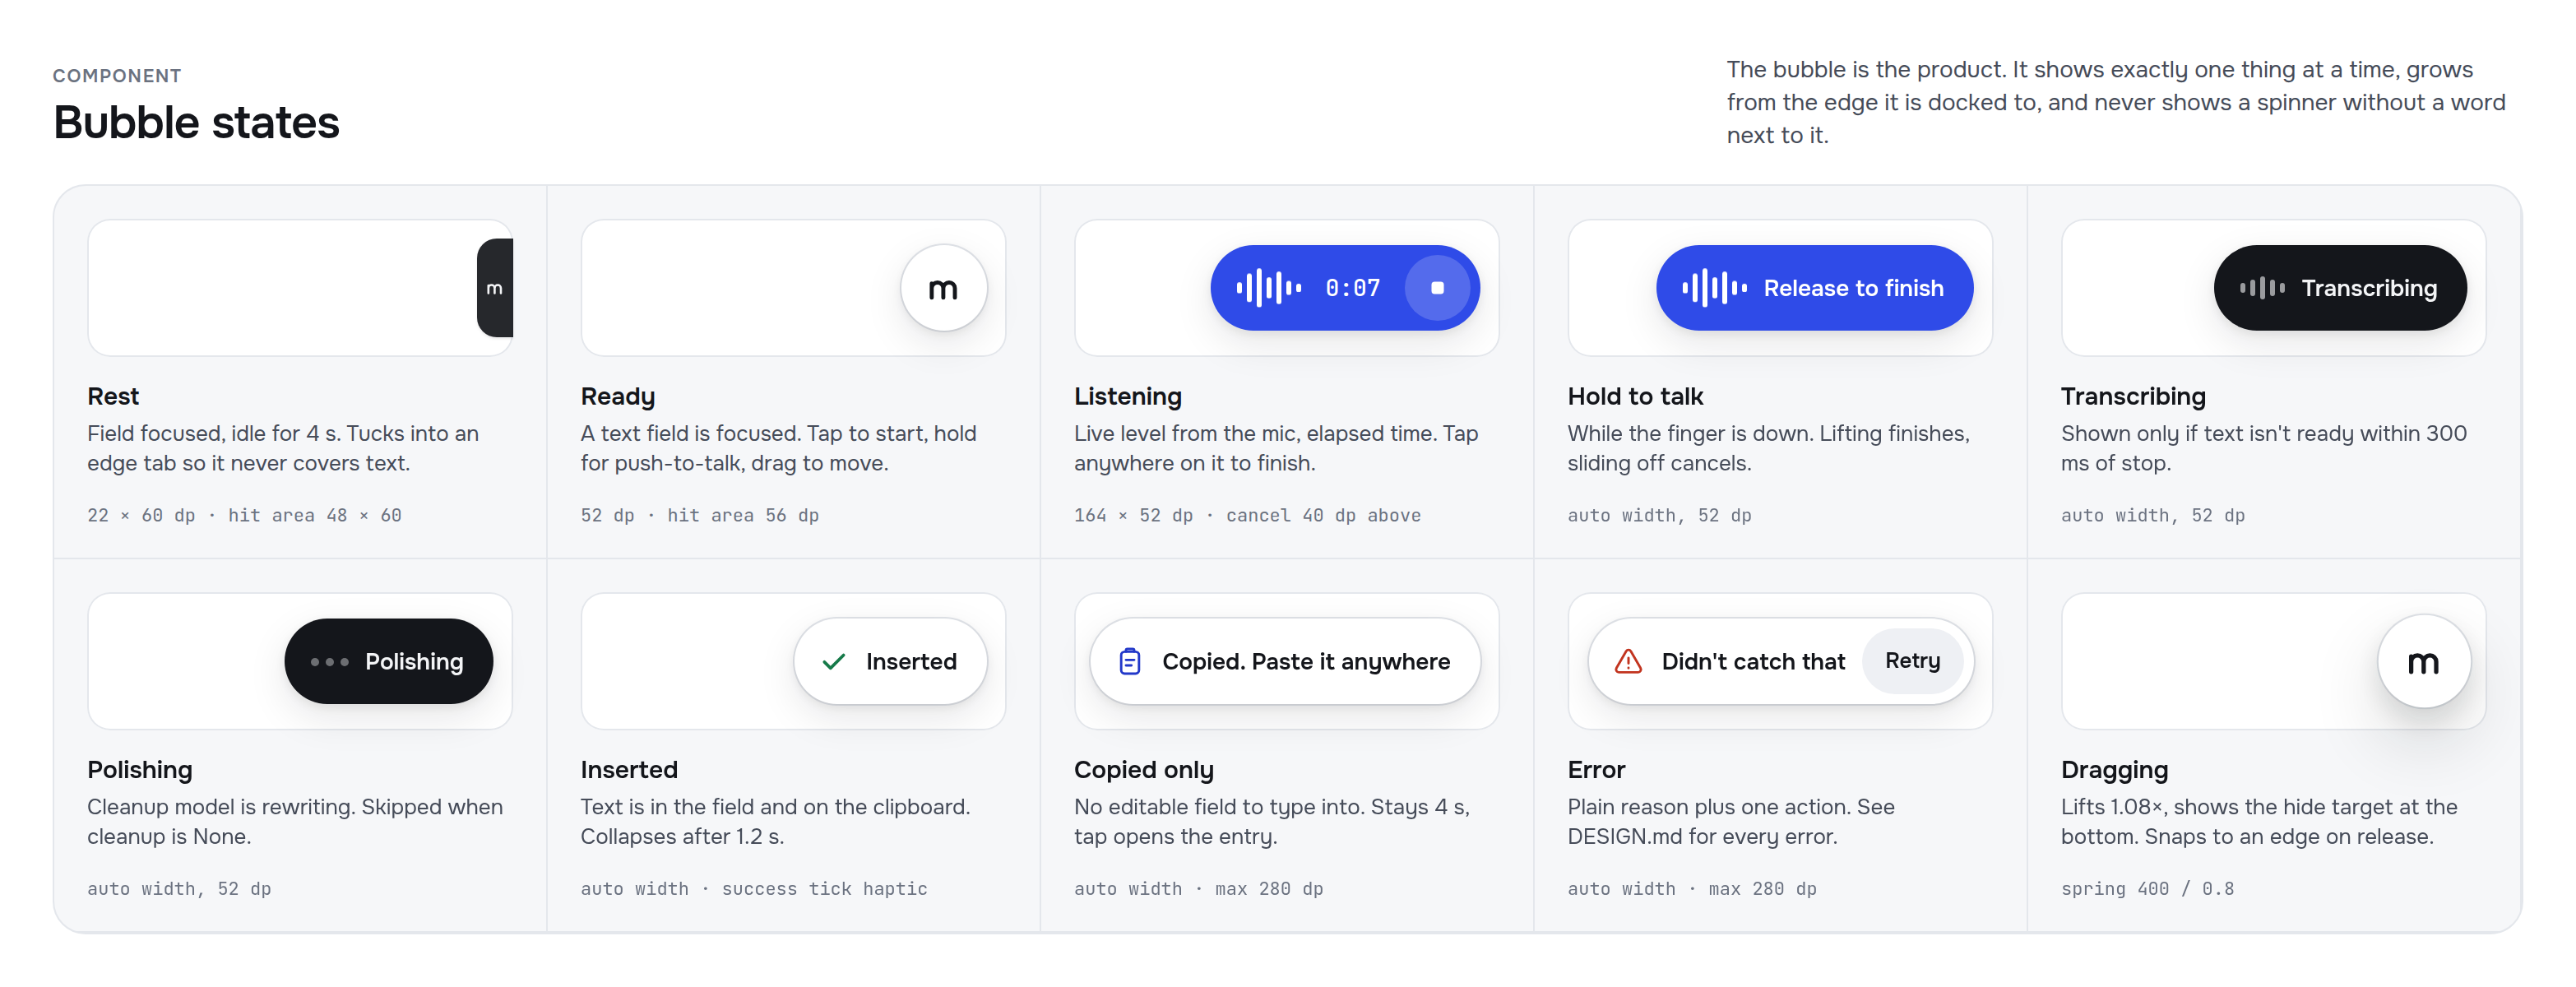 COMPONENT
Bubble states
The bubble is the product. It shows exactly one thing at a time, grows
from the edge it is docked to, and never shows a spinner without a word
next to it.
m
Rest
Field focused, idle for 4 s. Tucks into an
edge tab so it never covers text.
22 × 60 dp · hit area 48 × 60
m
Ready
A text field is focused. Tap to start, hold
for push-to-talk, drag to move.
52 dp · hit area 56 dp
0:07
Listening
Live level from the mic, elapsed time. Tap
anywhere on it to finish.
164 × 52 dp · cancel 40 dp above
Release to finish
Hold to talk
While the finger is down. Lifting finishes,
sliding off cancels.
auto width, 52 dp
Transcribing
Transcribing
Shown only if text isn't ready within 300
ms of stop.
auto width, 52 dp
Polishing
Polishing
Cleanup model is rewriting. Skipped when
cleanup is None.
auto width, 52 dp
Inserted
Inserted
Text is in the field and on the clipboard.
Collapses after 1.2 s.
auto width · success tick haptic
Copied. Paste it anywhere
Copied only
No editable field to type into. Stays 4 s,
tap opens the entry.
auto width · max 280 dp
Didn't catch that Retry
Error
Plain reason plus one action. See
DESIGN.md for every error.
auto width · max 280 dp
m
Dragging
Lifts 1.08×, shows the hide target at the
bottom. Snaps to an edge on release.
spring 400 / 0.8